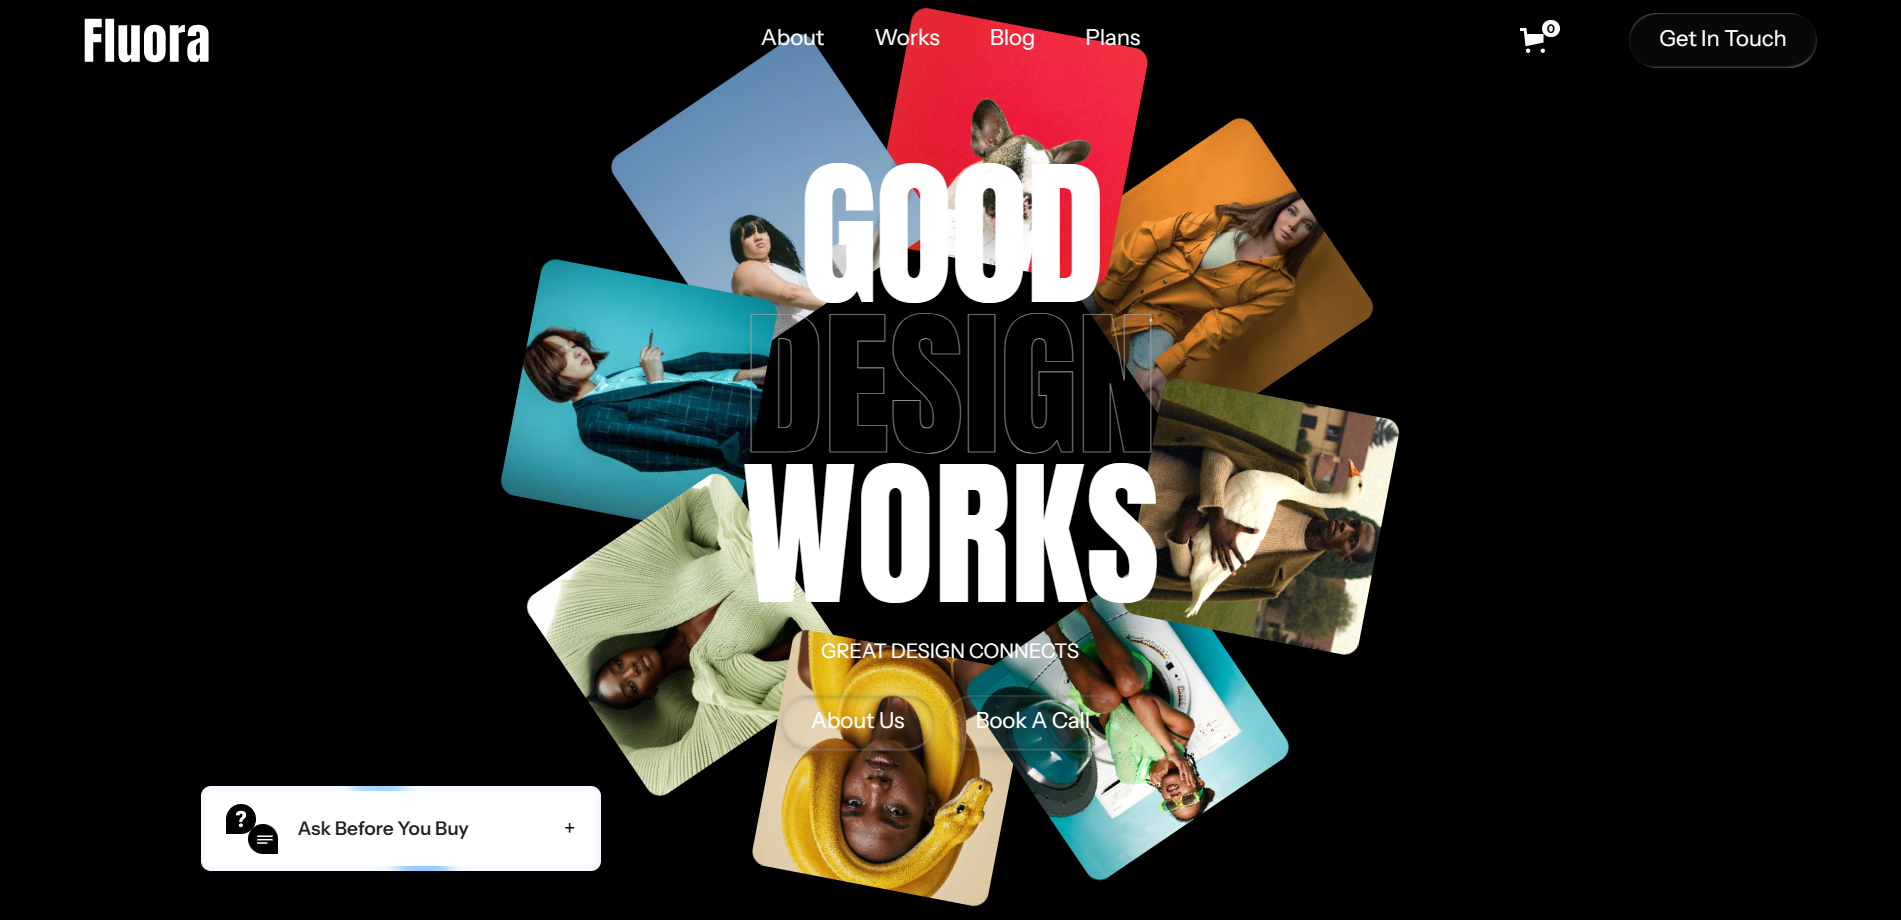 Fluora
About
Works
Blog
Plans
0
Get In Touch
GOOD
DESIGN
WORKS
GREAT DESIGN CONNECTS
About Us
Book A Call
?
Ask Before You Buy
+